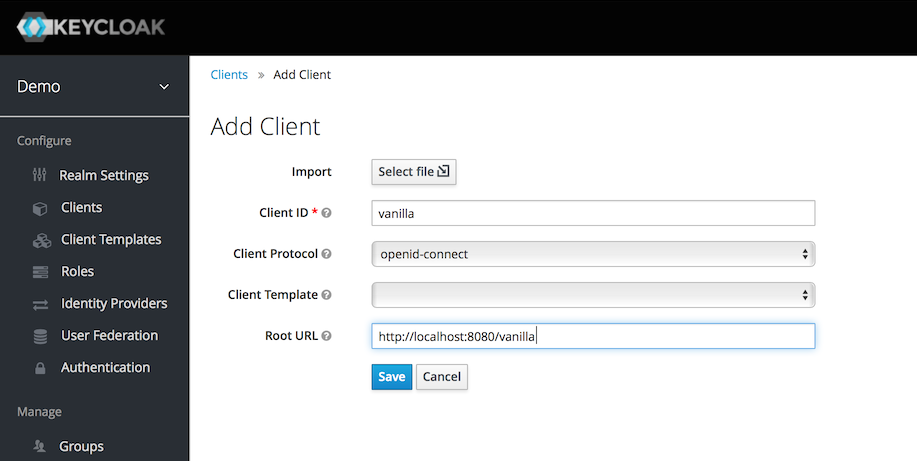 KEYCLOAK
Demo
Configure
Realm Settings
Clients
Client Templates
Roles
Identity Providers
User Federation
Authentication
Manage
Groups
Clients » Add Client
Add Client
Import Select file
Client ID * vanilla
Client Protocol openid-connect
Client Template
Root URL http://localhost:8080/vanilla
Save Cancel